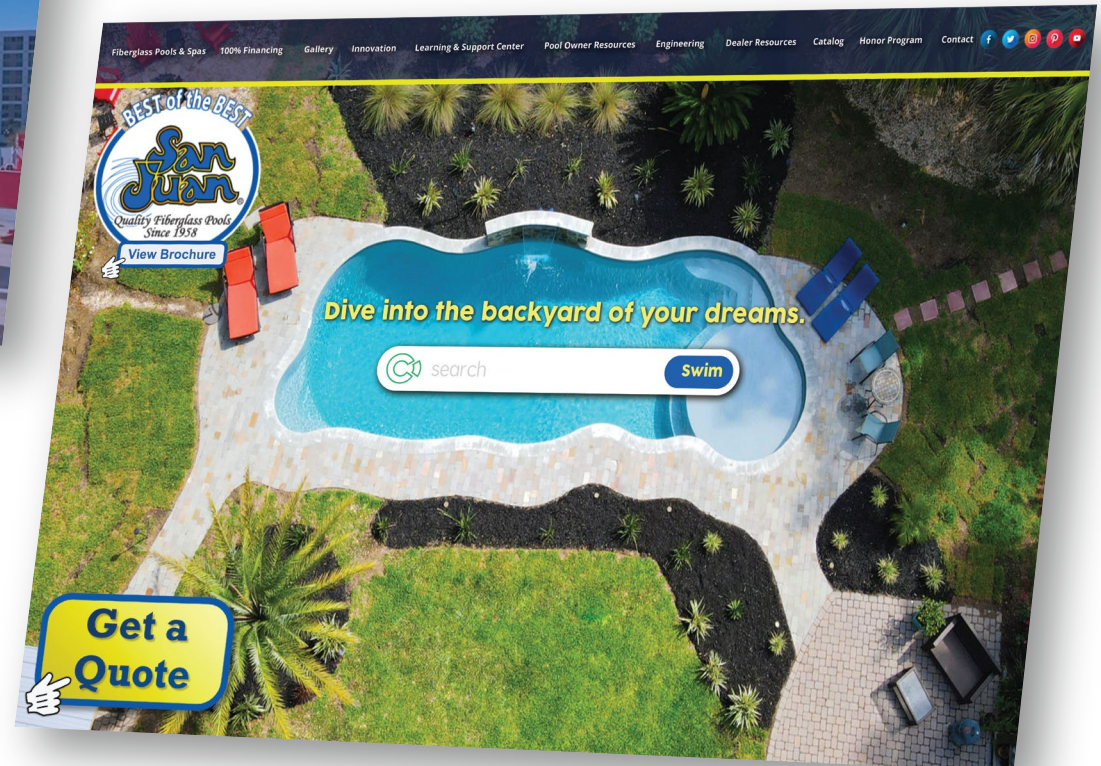 Fiberglass Pools & Spas 100% Financing Gallery Innovation Learning & Support Center Pool Owner Resources Engineering Dealer Resources Catalog Honor Program Contact
BEST of the BEST
San
Juan®
Quality Fiberglass Pools
Since 1958
View Brochure
Dive into the backyard of your dreams.
search
Swim
Get a
Quote